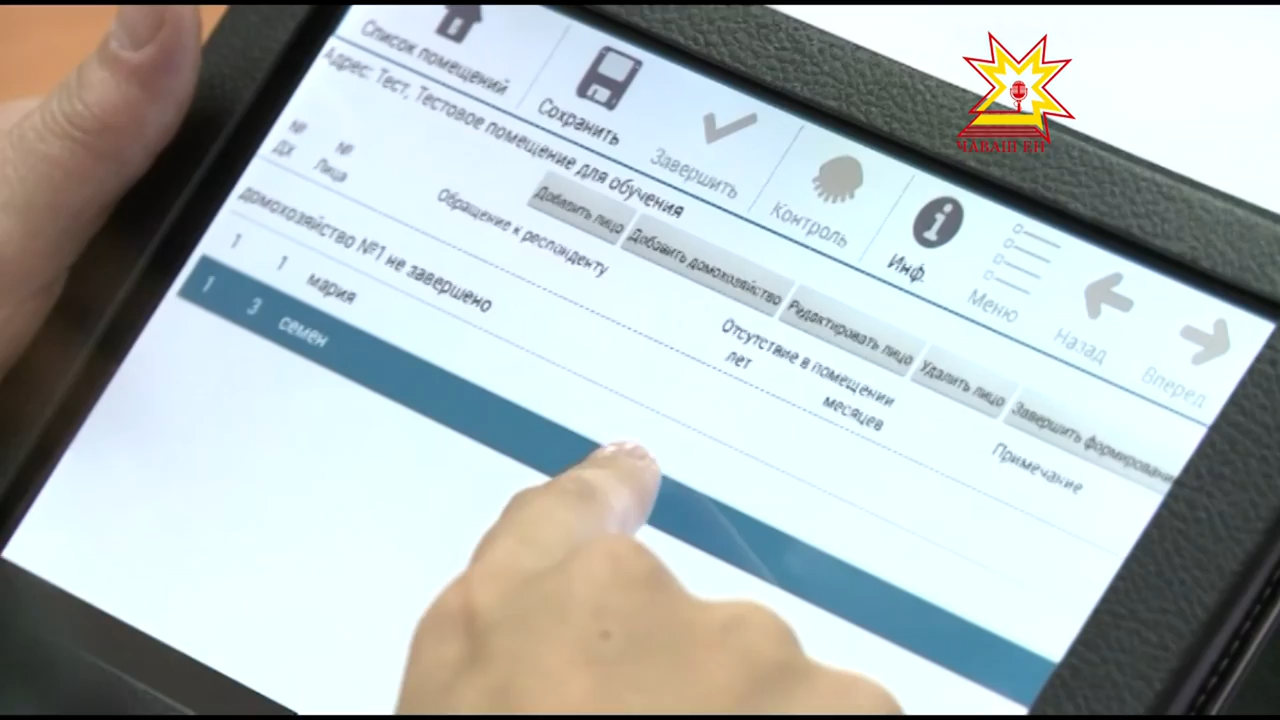 ЧӐВАШ ЕН
Список помещений
Сохранить
Завершить
Контроль
Инф.
Меню
Назад
Вперед
Адрес: Тест, Тестовое помещение для обучения
Добавить лицо
Добавить домохозяйство
Редактировать лицо
Удалить лицо
Завершить формировани
№ ДХ
№ Лица
Обращение к респонденту
Отсутствие в помещении
лет
месяцев
Примечание
домохозяйство №1 не завершено
1 1 мария
1 3 семен